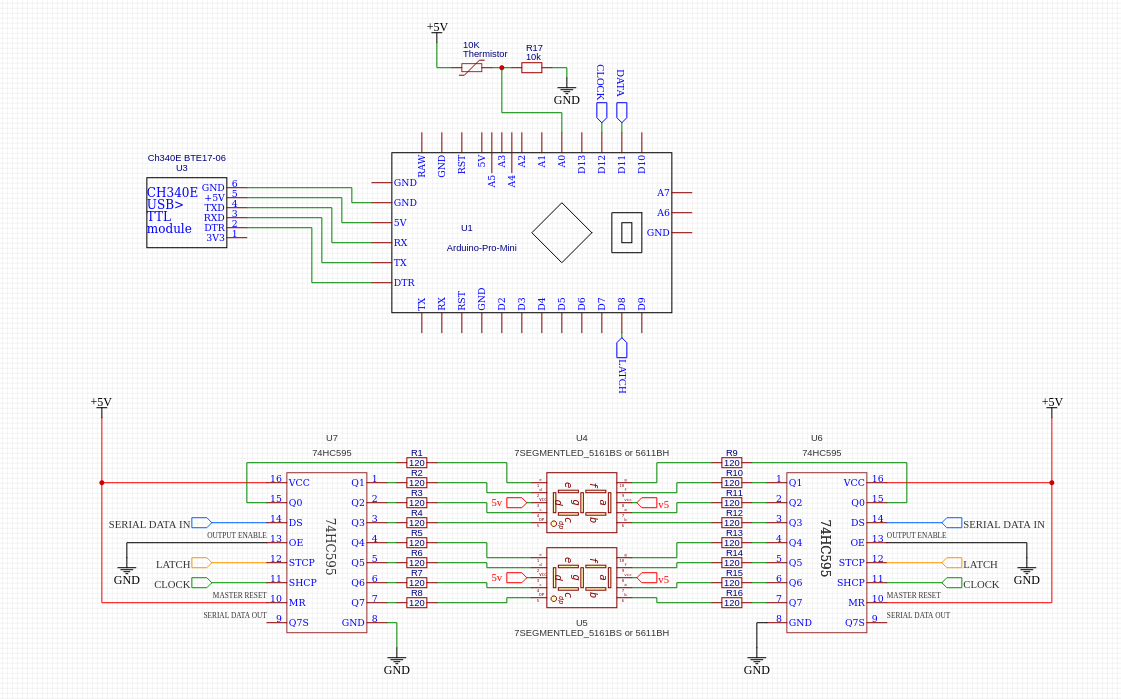 +5V
10K
Thermistor
R17
10k
GND
CLOCK
DATA
RAW
GND
RST
5V
A5
A3
A4
A2
A1
A0
D13
D12
D11
D10
Ch340E BTE17-06
U3
CH340E
USB>
TTL
module
GND 6
+5V 5
TXD 4
RXD 3
DTR 2
3V3 1
GND
GND
5V
RX
TX
DTR
U1
Arduino-Pro-Mini
A7
A6
GND
TX
RX
RST
GND
D2
D3
D4
D5
D6
D7
D8
D9
LATCH
+5V
+5V
U7
74HC595
U4
7SEGMENTLED_5161BS or 5611BH
U6
74HC595
16 VCC
15 Q0
14 DS
13 OE
12 STCP
11 SHCP
10 MR
9 Q7S
74HC595
Q1 1
Q2 2
Q3 3
Q4 4
Q5 5
Q6 6
Q7 7
GND 8
SERIAL DATA IN
OUTPUT ENABLE
GND
LATCH
CLOCK
MASTER RESET
SERIAL DATA OUT
GND
R1
120
R2
120
R3
120
R4
120
R5
120
R6
120
R7
120
R8
120
5v
e
f
d
g
a
c
b
dp
v5
5v
e
f
d
g
a
c
b
dp
v5
U5
7SEGMENTLED_5161BS or 5611BH
R9
120
R10
120
R11
120
R12
120
R13
120
R14
120
R15
120
R16
120
1 Q1
2 Q2
3 Q3
4 Q4
5 Q5
6 Q6
7 Q7
8 GND
74HC595
VCC 16
Q0 15
DS 14
OE 13
STCP 12
SHCP 11
MR 10
Q7S 9
SERIAL DATA IN
OUTPUT ENABLE
GND
LATCH
CLOCK
MASTER RESET
SERIAL DATA OUT
GND